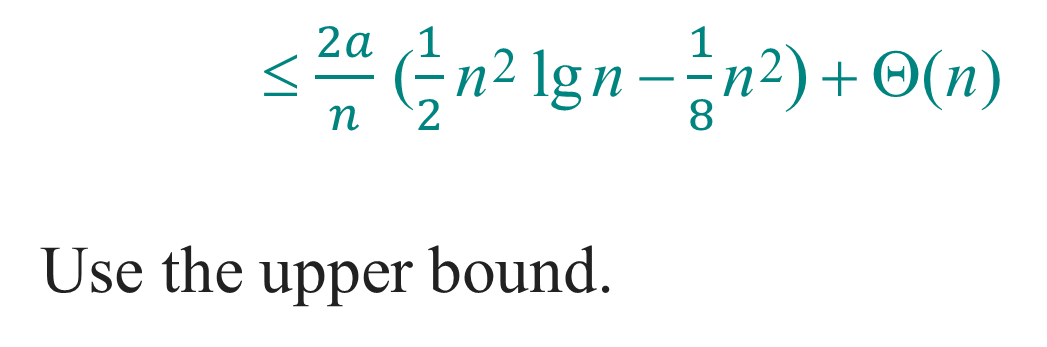 ≤ 2a/n (1/2 n² lg n – 1/8 n²) + Θ(n)
Use the upper bound.